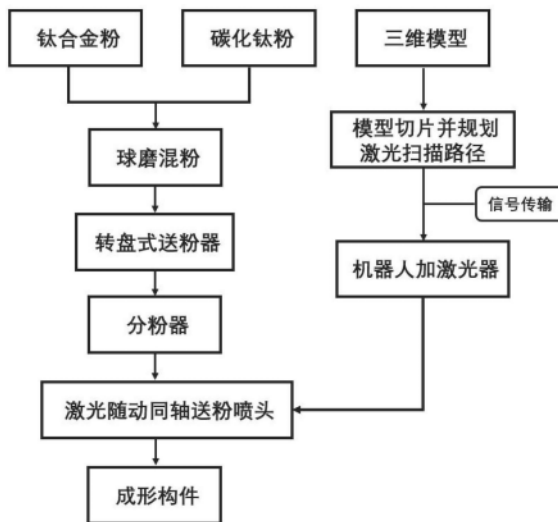 钛合金粉
碳化钛粉
三维模型
球磨混粉
模型切片并规划
激光扫描路径
信号传输
转盘式送粉器
机器人加激光器
分粉器
激光随动同轴送粉喷头
成形构件